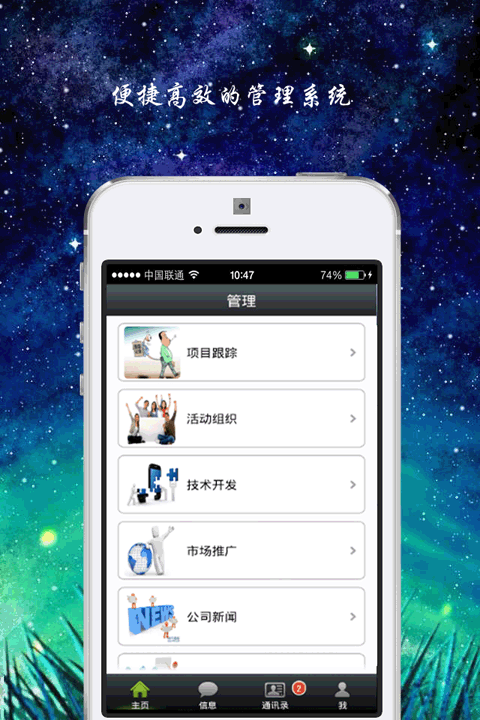 便捷高效的管理系统
中国联通 10:47 74%
管理
项目跟踪
活动组织
技术开发
市场推广
NEWS 公司新闻
主页 信息 通讯录 2 我